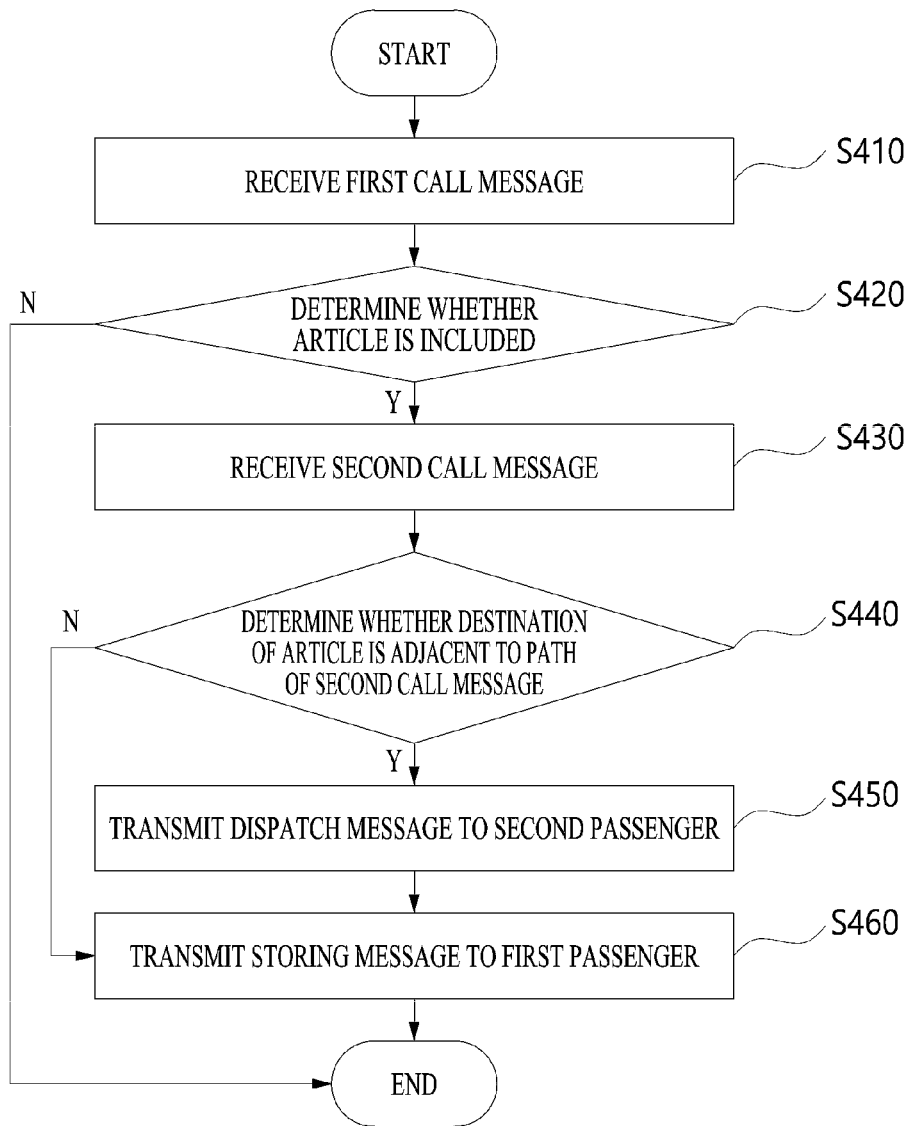 START
RECEIVE FIRST CALL MESSAGE
S410
DETERMINE WHETHER
ARTICLE IS INCLUDED
S420
N
Y
RECEIVE SECOND CALL MESSAGE
S430
DETERMINE WHETHER DESTINATION
OF ARTICLE IS ADJACENT TO PATH
OF SECOND CALL MESSAGE
S440
N
Y
TRANSMIT DISPATCH MESSAGE TO SECOND PASSENGER
S450
TRANSMIT STORING MESSAGE TO FIRST PASSENGER
S460
END